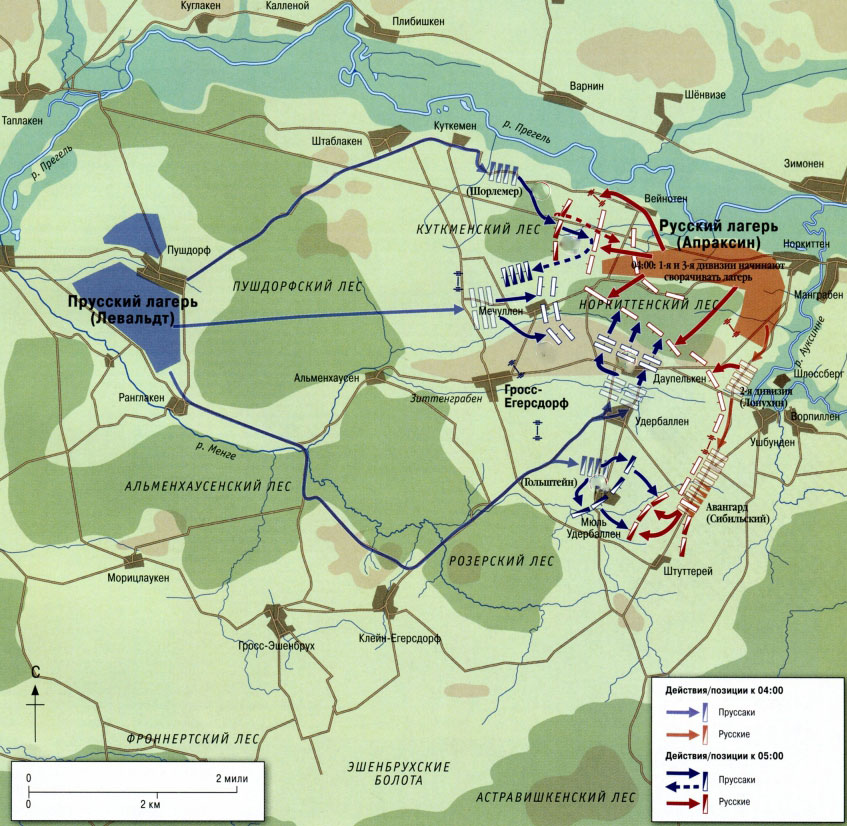 Куглакен
Калленой
Плибишкен
Таплакен
Варнин
Шёнвизе
р. Прегель
Куткемен
Штаблакен
р. Прегель
Зимонен
(Шорлемер)
Вейнотен
КУТКМЕНСКИЙ ЛЕС
Русский лагерь
(Апраксин)
Пушдорф
Норкиттен
04:00: 1-я и 3-я дивизии начинают
сворачивать лагерь
ПУШДОРФСКИЙ ЛЕС
Манграбен
Прусский лагерь
(Левальдт)
НОРКИТТЕНСКИЙ ЛЕС
Мечуллен
р. Ауксинне
Альменхаусен
Даупелькен
Шлоссберг
Ранглакен
Зиттенграбен
Гросс-
Егерсдорф
2-я дивизия
(Лопухин)
Ворпиллен
Удербаллен
Ушбунден
р. Менге
(Гольштейн)
АЛЬМЕНХАУСЕНСКИЙ ЛЕС
Авангард
(Сибильский)
Мюль
Удербаллен
РОЗЕРСКИЙ ЛЕС
Штуттерей
Морицлаукен
Клейн-Егерсдорф
Гросс-Эшенбрух
С
ФРОННЕРТСКИЙ ЛЕС
ЭШЕНБРУХСКИЕ
БОЛОТА
АСТРАВИШКЕНСКИЙ ЛЕС
0 2 мили
0 2 км
Действия/позиции к 04:00
Пруссаки
Русские
Действия/позиции к 05:00
Пруссаки
Русские